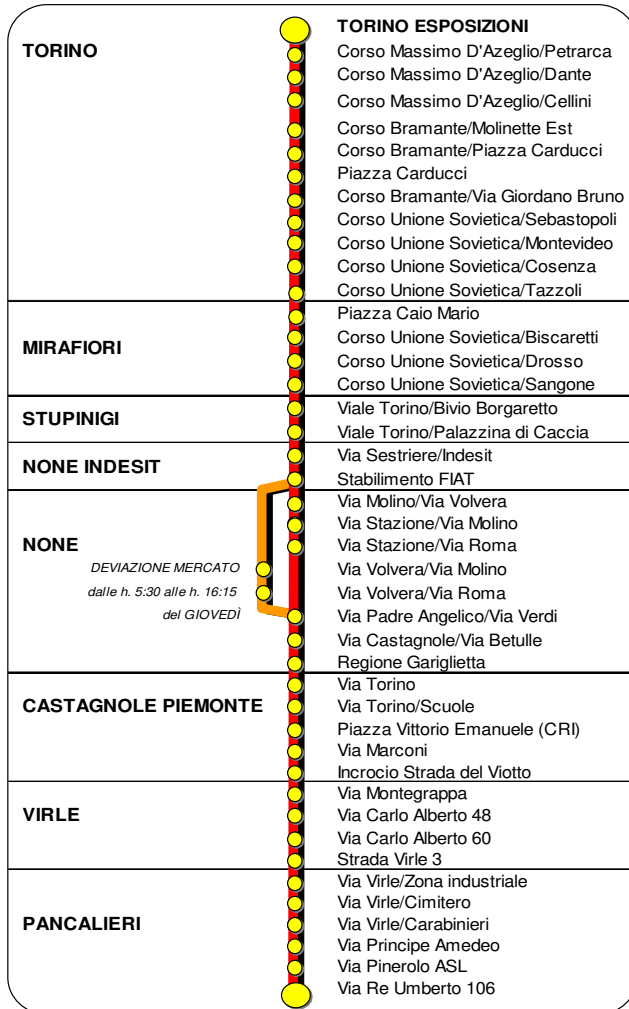 TORINO ESPOSIZIONI
TORINO
Corso Massimo D'Azeglio/Petrarca
Corso Massimo D'Azeglio/Dante
Corso Massimo D'Azeglio/Cellini
Corso Bramante/Molinette Est
Corso Bramante/Piazza Carducci
Piazza Carducci
Corso Bramante/Via Giordano Bruno
Corso Unione Sovietica/Sebastopoli
Corso Unione Sovietica/Montevideo
Corso Unione Sovietica/Cosenza
Corso Unione Sovietica/Tazzoli
MIRAFIORI
Piazza Caio Mario
Corso Unione Sovietica/Biscaretti
Corso Unione Sovietica/Drosso
Corso Unione Sovietica/Sangone
STUPINIGI
Viale Torino/Bivio Borgaretto
Viale Torino/Palazzina di Caccia
NONE INDESIT
Via Sestriere/Indesit
Stabilimento FIAT
NONE
Via Molino/Via Volvera
Via Stazione/Via Molino
Via Stazione/Via Roma
DEVIAZIONE MERCATO
dalle h. 5:30 alle h. 16:15
del GIOVEDÌ
Via Volvera/Via Molino
Via Volvera/Via Roma
Via Padre Angelico/Via Verdi
Via Castagnole/Via Betulle
Regione Gariglietta
CASTAGNOLE PIEMONTE
Via Torino
Via Torino/Scuole
Piazza Vittorio Emanuele (CRI)
Via Marconi
Incrocio Strada del Viotto
VIRLE
Via Montegrappa
Via Carlo Alberto 48
Via Carlo Alberto 60
Strada Virle 3
PANCALIERI
Via Virle/Zona industriale
Via Virle/Cimitero
Via Virle/Carabinieri
Via Principe Amedeo
Via Pinerolo ASL
Via Re Umberto 106